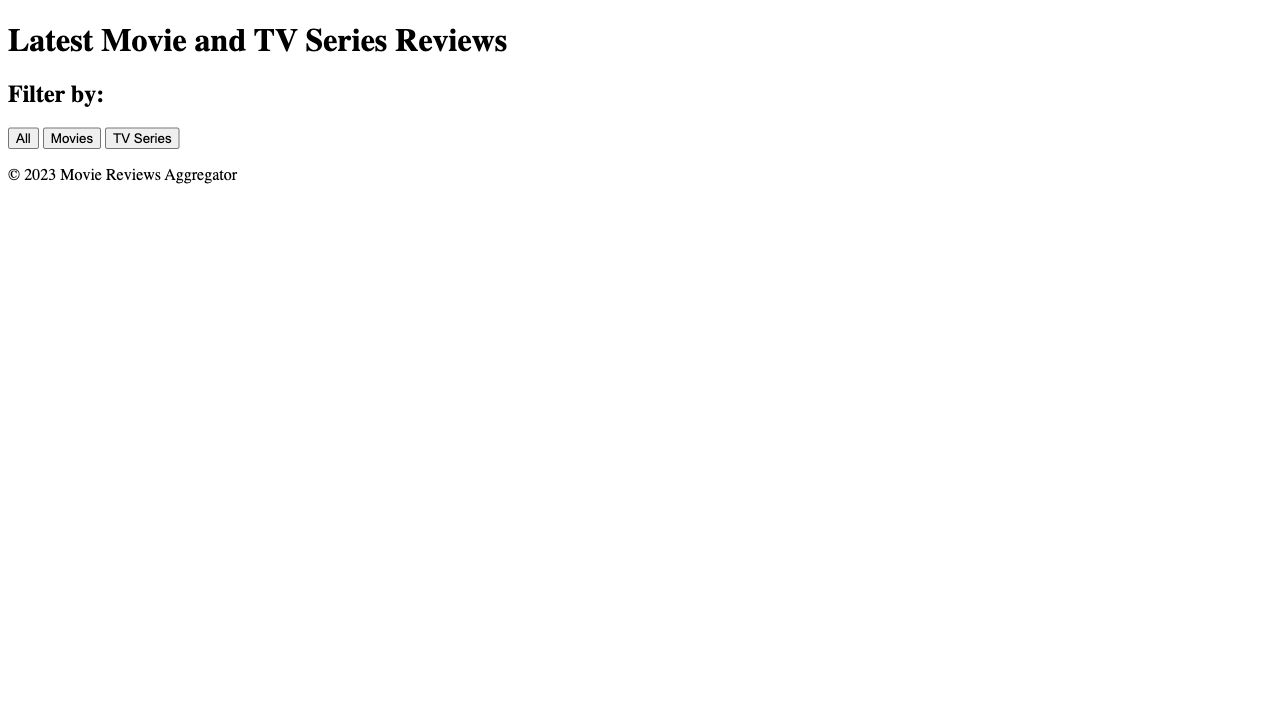 Latest Movie and TV Series Reviews
Filter by:
All Movies TV Series
© 2023 Movie Reviews Aggregator